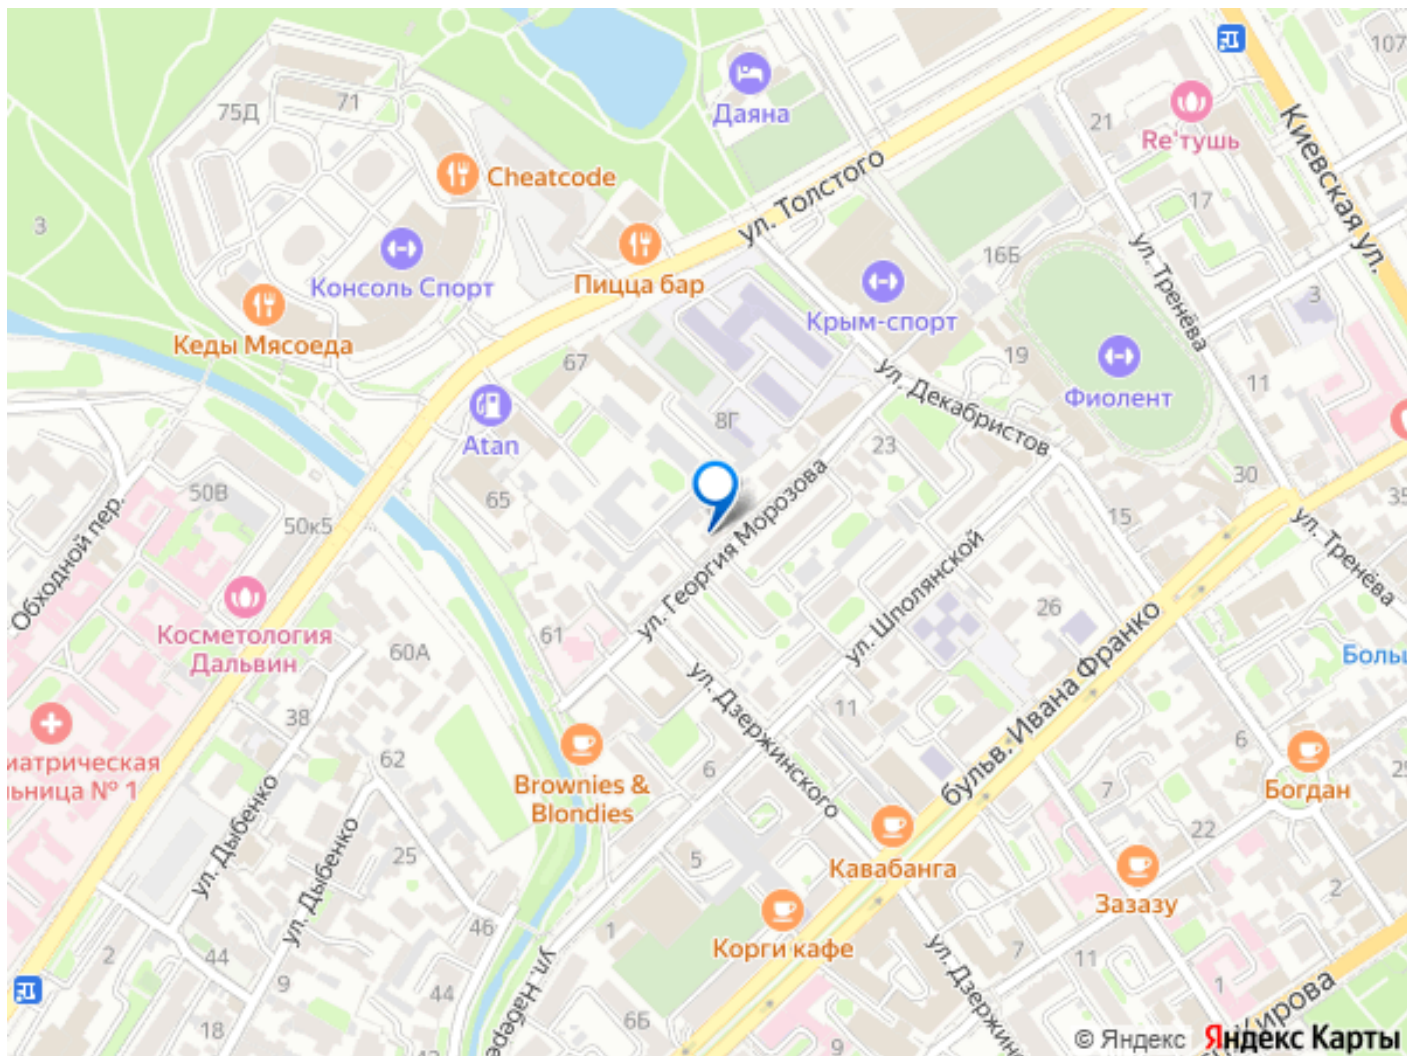 107
75Д
71
Даяна
21
Re'тушь
Киевская ул.
Cheatcode
ул. Толстого
17
3
Консоль Спорт
Пицца бар
16Б
ул. Тренёва
3
Крым-спорт
Кеды Мясоеда
67
19
Фиолент
11
ул. Декабристов
8Г
23
Atan
30
50В
65
35
50к5
15
ул. Тренёва
Обходной пер.
ул. Георгия Морозова
ул. Шполянской
26
Косметология
Дальвин
61
60А
Больш
бульв. Ивана Франко
ул. Дзержинского
38
11
иатрическая
льница № 1
62
6
6
7
Богдан
25
Brownies &
Blondies
ул. Дыбенко
ул. Дыбенко
25
5
Кавабанга
22
Зазазу
2
46
1
Корги кафе
ул. Дзержинс
7
11
2
44
9
ул. Набере
44
1
Кирова
18
6Б
9
© Яндекс Яндекс Карты